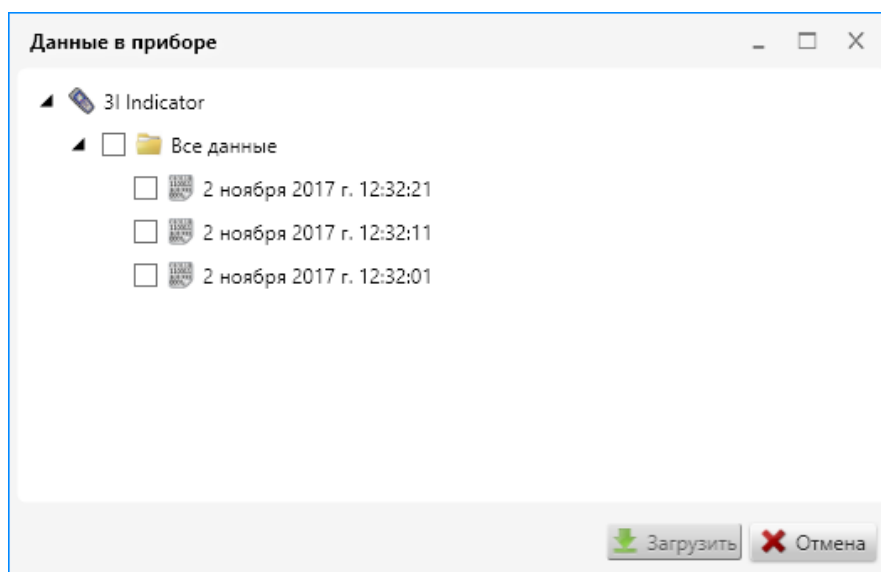 Данные в приборе
3I Indicator
Все данные
2 ноября 2017 г. 12:32:21
2 ноября 2017 г. 12:32:11
2 ноября 2017 г. 12:32:01
Загрузить Отмена